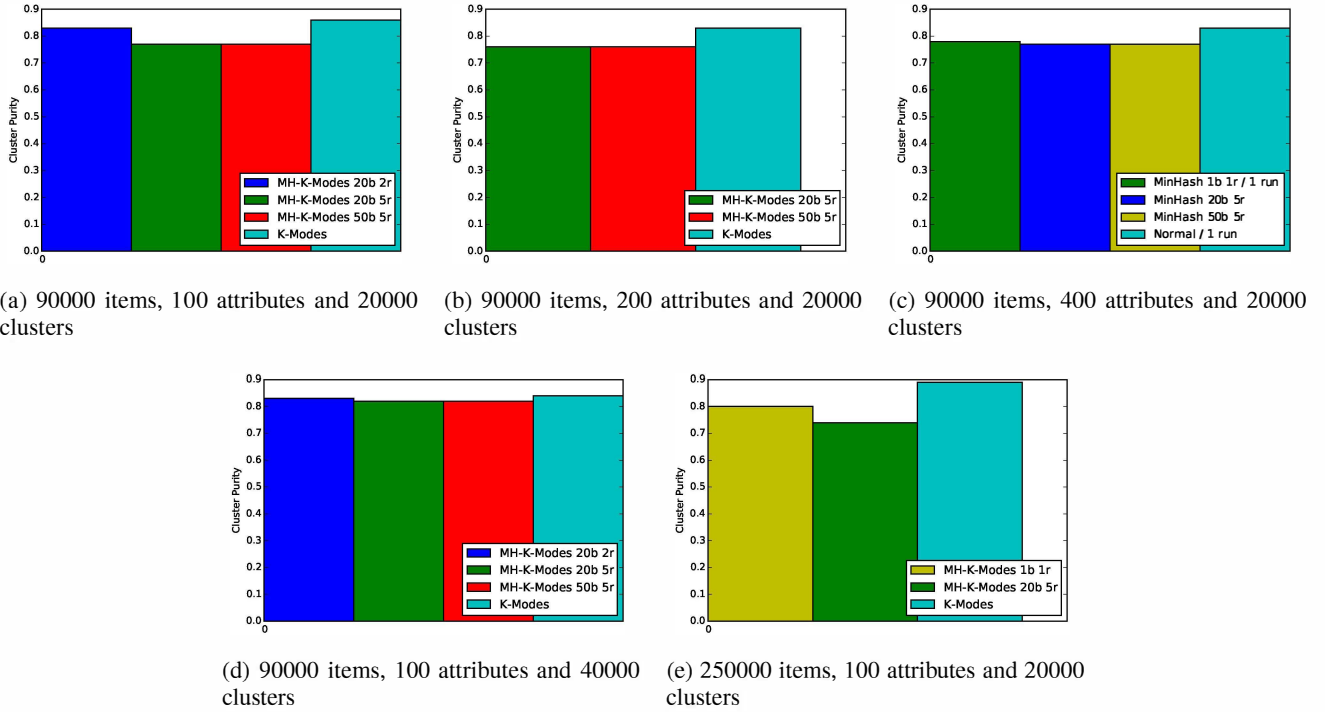 0.9
0.8
0.7
0.6
0.5
0.4
0.3
0.2
0.1
0.0
0
Cluster Purity
MH-K-Modes 20b 2r
MH-K-Modes 20b 5r
MH-K-Modes 50b 5r
K-Modes
(a) 90000 items, 100 attributes and 20000
clusters
0.9
0.8
0.7
0.6
0.5
0.4
0.3
0.2
0.1
0.0
0
Cluster Purity
MH-K-Modes 20b 5r
MH-K-Modes 50b 5r
K-Modes
(b) 90000 items, 200 attributes and 20000
clusters
0.9
0.8
0.7
0.6
0.5
0.4
0.3
0.2
0.1
0.0
0
Cluster Purity
MinHash 1b 1r / 1 run
MinHash 20b 5r
MinHash 50b 5r
Normal / 1 run
(c) 90000 items, 400 attributes and 20000
clusters
0.9
0.8
0.7
0.6
0.5
0.4
0.3
0.2
0.1
0.0
0
Cluster Purity
MH-K-Modes 20b 2r
MH-K-Modes 20b 5r
MH-K-Modes 50b 5r
K-Modes
(d) 90000 items, 100 attributes and 40000
clusters
0.9
0.8
0.7
0.6
0.5
0.4
0.3
0.2
0.1
0.0
0
Cluster Purity
MH-K-Modes 1b 1r
MH-K-Modes 20b 5r
K-Modes
(e) 250000 items, 100 attributes and 20000
clusters